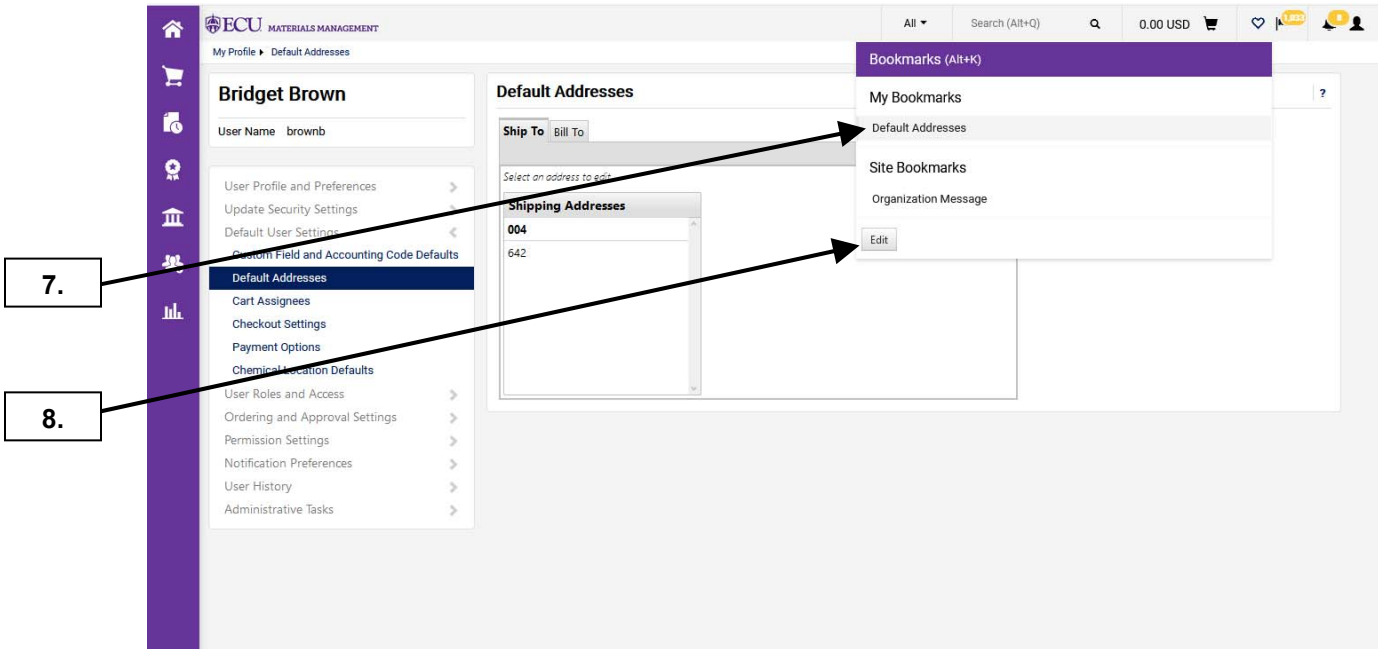 ECU MATERIALS MANAGEMENT
All
Search (Alt+Q)
0.00 USD
My Profile Default Addresses
Bookmarks (Alt+K)
My Bookmarks
Default Addresses
Site Bookmarks
Organization Message
Edit
Bridget Brown
User Name brownb
User Profile and Preferences
Update Security Settings
Default User Settings
Custom Field and Accounting Code Defaults
Default Addresses
Cart Assignees
Checkout Settings
Payment Options
Chemical Location Defaults
User Roles and Access
Ordering and Approval Settings
Permission Settings
Notification Preferences
User History
Administrative Tasks
Default Addresses
?
Ship To Bill To
Select an address to edit
Shipping Addresses
004
642
7.
8.